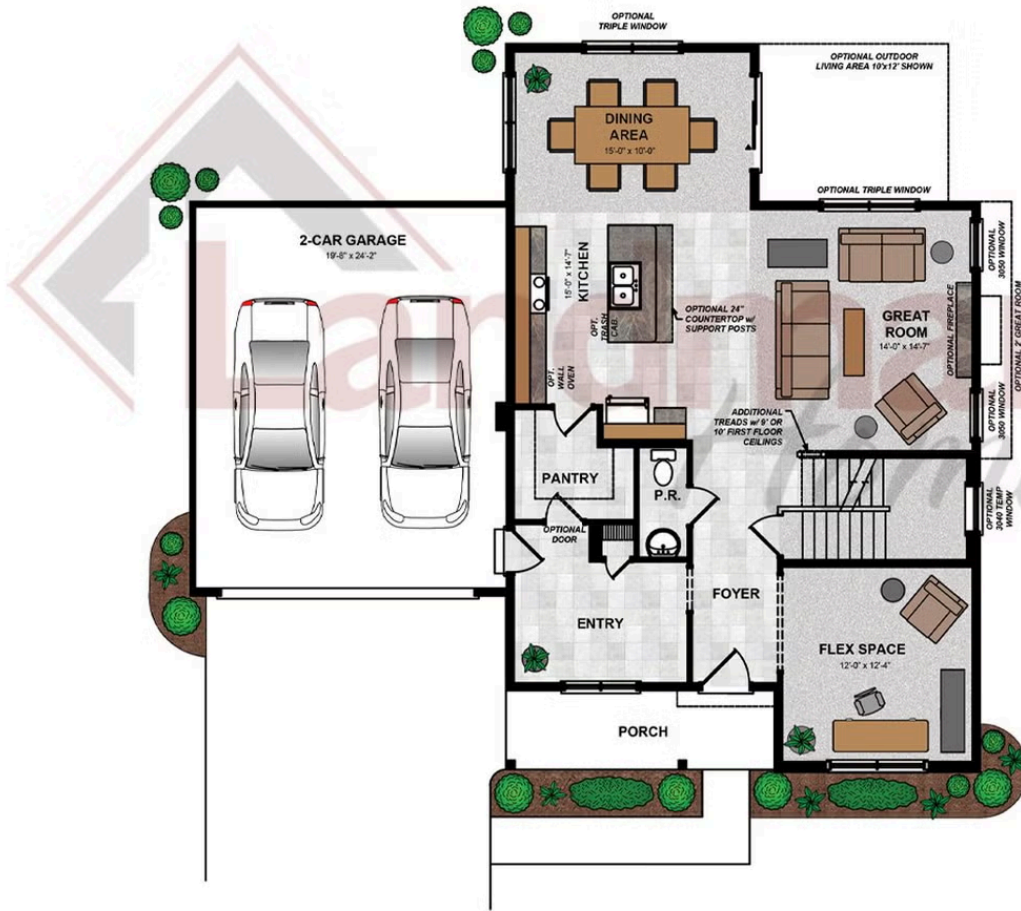 OPTIONAL
TRIPLE WINDOW
OPTIONAL OUTDOOR
LIVING AREA 10'x12' SHOWN
DINING
AREA
15'-0" x 10'-0"
OPTIONAL TRIPLE WINDOW
2-CAR GARAGE
19'-8" x 24'-2"
KITCHEN
15'-0" x 14'-7"
OPT.
TRASH
CAB.
OPTIONAL 24"
COUNTERTOP w/
SUPPORT POSTS
OPT.
WALL
OVEN
GREAT
ROOM
14'-0" x 14'-7"
OPTIONAL FIREPLACE
OPTIONAL
3050 WINDOW
OPTIONAL 2' GREAT ROOM
OPTIONAL
3050 WINDOW
ADDITIONAL
TREADS w/ 9' OR
10' FIRST FLOOR
CEILINGS
PANTRY
P.R.
OPTIONAL
DOOR
OPTIONAL
3040 TEMP
WINDOW
FOYER
ENTRY
FLEX SPACE
12'-0" x 12'-4"
PORCH